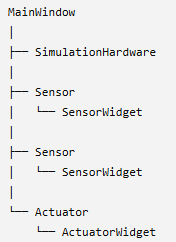 MainWindow
│
├── SimulationHardware
│
├── Sensor
│   └── SensorWidget
│
├── Sensor
│   └── SensorWidget
│
└── Actuator
    └── ActuatorWidget